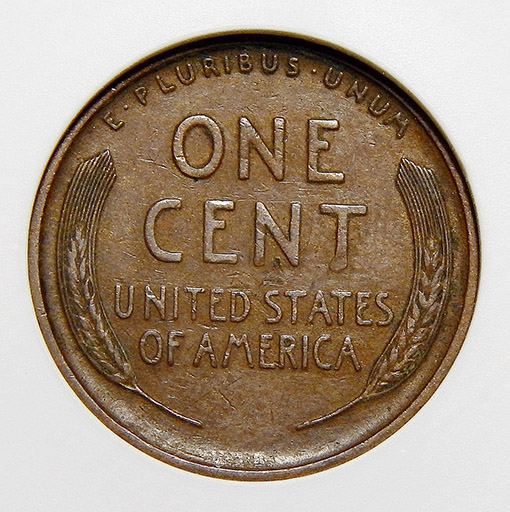 E·PLURIBUS·UNUM
ONE
CENT
UNITED STATES
OF AMERICA